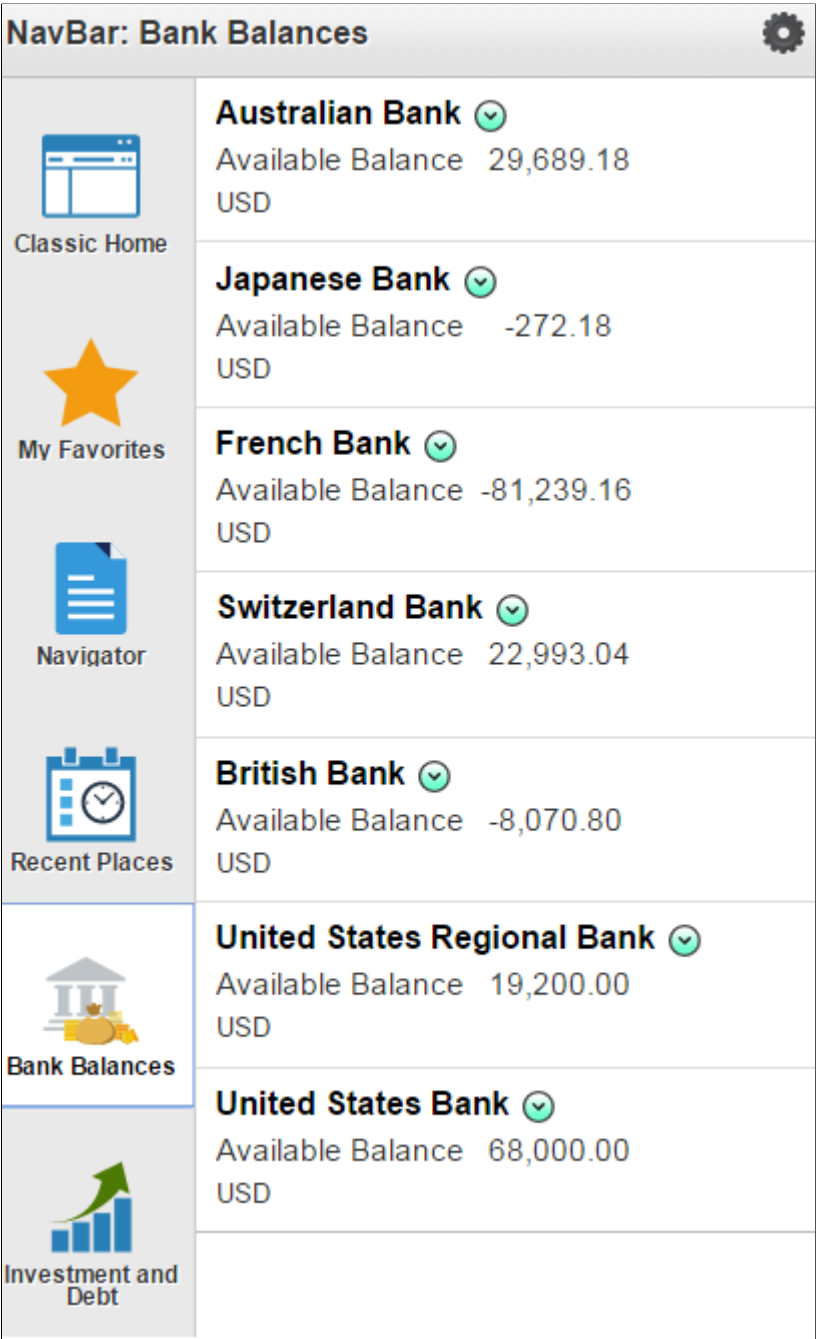 NavBar: Bank Balances
Classic Home
My Favorites
Navigator
Recent Places
Bank Balances
Investment and
Debt
Australian Bank
Available Balance 29,689.18
USD
Japanese Bank
Available Balance -272.18
USD
French Bank
Available Balance -81,239.16
USD
Switzerland Bank
Available Balance 22,993.04
USD
British Bank
Available Balance -8,070.80
USD
United States Regional Bank
Available Balance 19,200.00
USD
United States Bank
Available Balance 68,000.00
USD